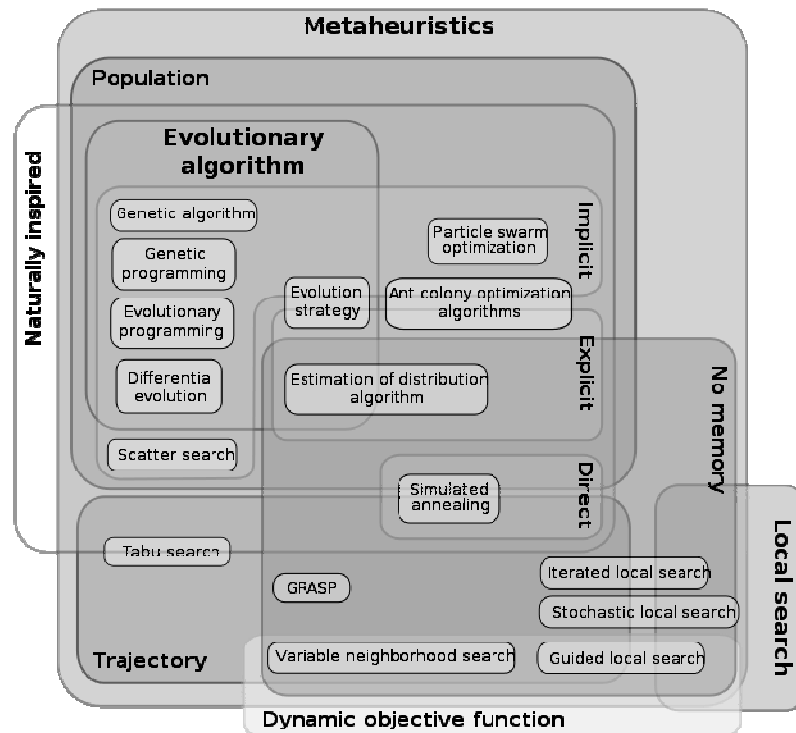 Metaheuristics
Population
Evolutionary
algorithm
Naturally inspired
Implicit
Genetic algorithm
Particle swarm
optimization
Genetic
programming
Evolution
strategy
Ant colony optimization
algorithms
Evolutionary
programming
Explicit
Differentia
evolution
Estimation of distribution
algorithm
No memory
Scatter search
Direct
Simulated
annealing
Local search
Tabu search
GRASP
Iterated local search
Stochastic local search
Variable neighborhood search
Guided local search
Trajectory
Dynamic objective function